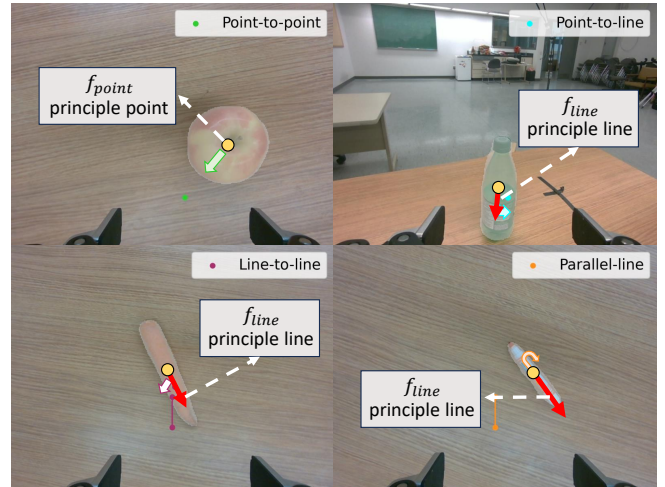 Point-to-point
f_point
principle point
Point-to-line
f_line
principle line
Line-to-line
f_line
principle line
Parallel-line
f_line
principle line